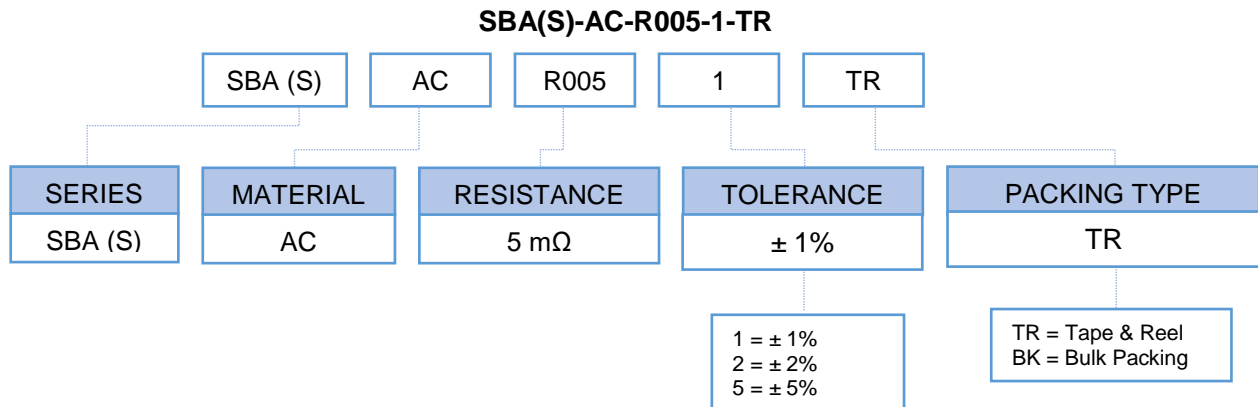 SBA(S)-AC-R005-1-TR
SBA (S)
AC
R005
1
TR
SERIES
SBA (S)
MATERIAL
AC
RESISTANCE
5 mΩ
TOLERANCE
± 1%
PACKING TYPE
TR
1 = ± 1%
2 = ± 2%
5 = ± 5%
TR = Tape & Reel
BK = Bulk Packing